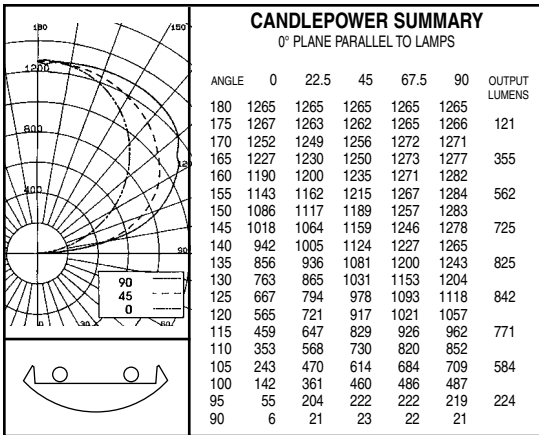 CANDLEPOWER SUMMARY
0° PLANE PARALLEL TO LAMPS
ANGLE 0 22.5 45 67.5 90 OUTPUT LUMENS
180 1265 1265 1265 1265 1265
175 1267 1263 1262 1265 1266 121
170 1252 1249 1256 1272 1271
165 1227 1230 1250 1273 1277 355
160 1190 1200 1235 1271 1282
155 1143 1162 1215 1267 1284 562
150 1086 1117 1189 1257 1283
145 1018 1064 1159 1246 1278 725
140 942 1005 1124 1227 1265
135 856 936 1081 1200 1243 825
130 763 865 1031 1153 1204
125 667 794 978 1093 1118 842
120 565 721 917 1021 1057
115 459 647 829 926 962 771
110 353 568 730 820 852
105 243 470 614 684 709 584
100 142 361 460 486 487
95 55 204 222 222 219 224
90 6 21 23 22 21
180 150
1200
800
400
120
90
90
45
0
0 30 60